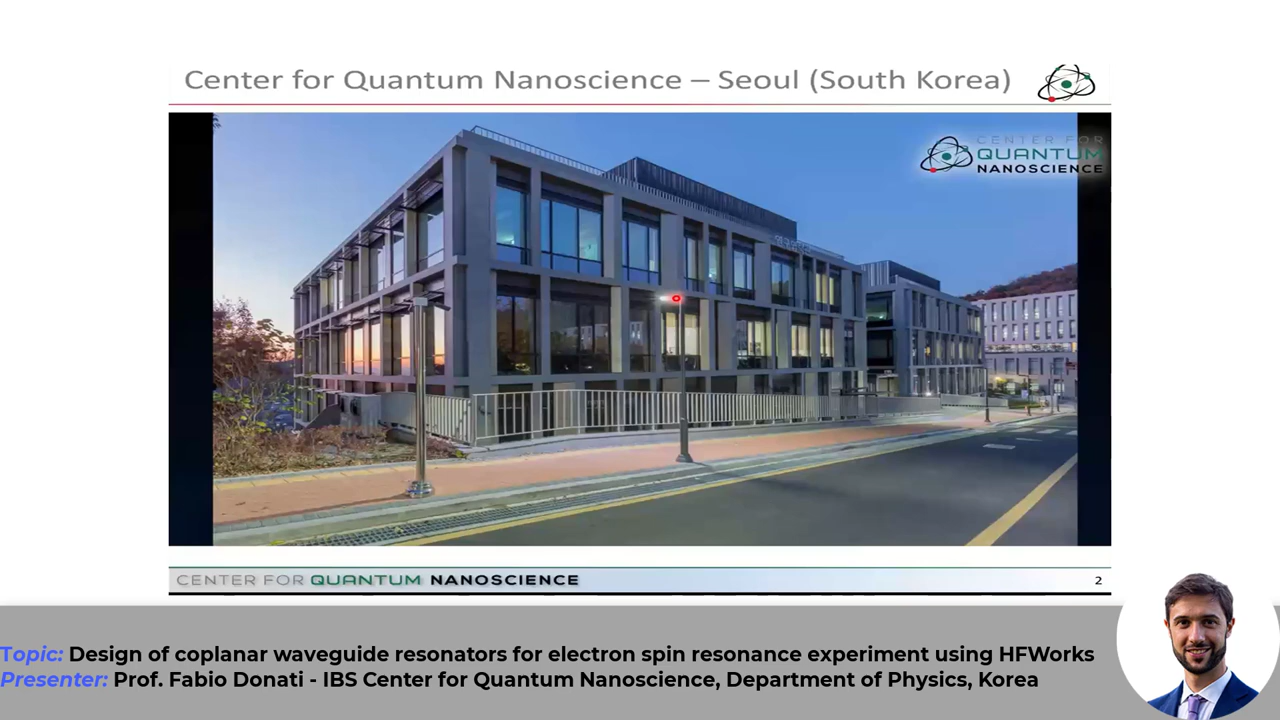 Center for Quantum Nanoscience – Seoul (South Korea)
CENTER FOR
QUANTUM
NANOSCIENCE
CENTER FOR QUANTUM NANOSCIENCE
2
Topic: Design of coplanar waveguide resonators for electron spin resonance experiment using HFWorks
Presenter: Prof. Fabio Donati - IBS Center for Quantum Nanoscience, Department of Physics, Korea